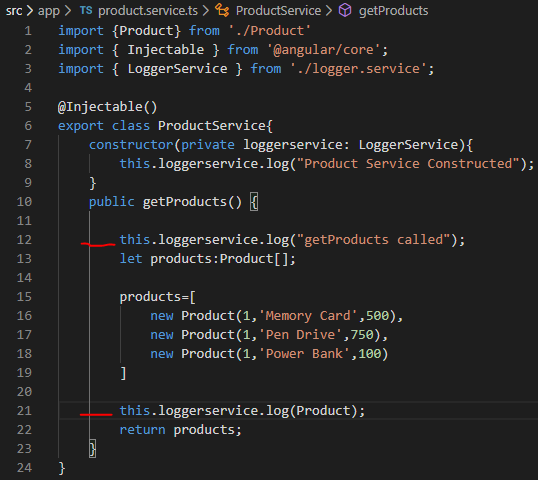 src > app > TS product.service.ts > ProductService > getProducts
1 import {Product} from './Product'
2 import { Injectable } from '@angular/core';
3 import { LoggerService } from './logger.service';
4
5 @Injectable()
6 export class ProductService{
7     constructor(private loggerservice: LoggerService){
8         this.loggerservice.log("Product Service Constructed");
9     }
10     public getProducts() {
11
12         this.loggerservice.log("getProducts called");
13         let products:Product[];
14
15         products=[
16             new Product(1,'Memory Card',500),
17             new Product(1,'Pen Drive',750),
18             new Product(1,'Power Bank',100)
19         ]
20
21         this.loggerservice.log(Product);
22         return products;
23     }
24 }